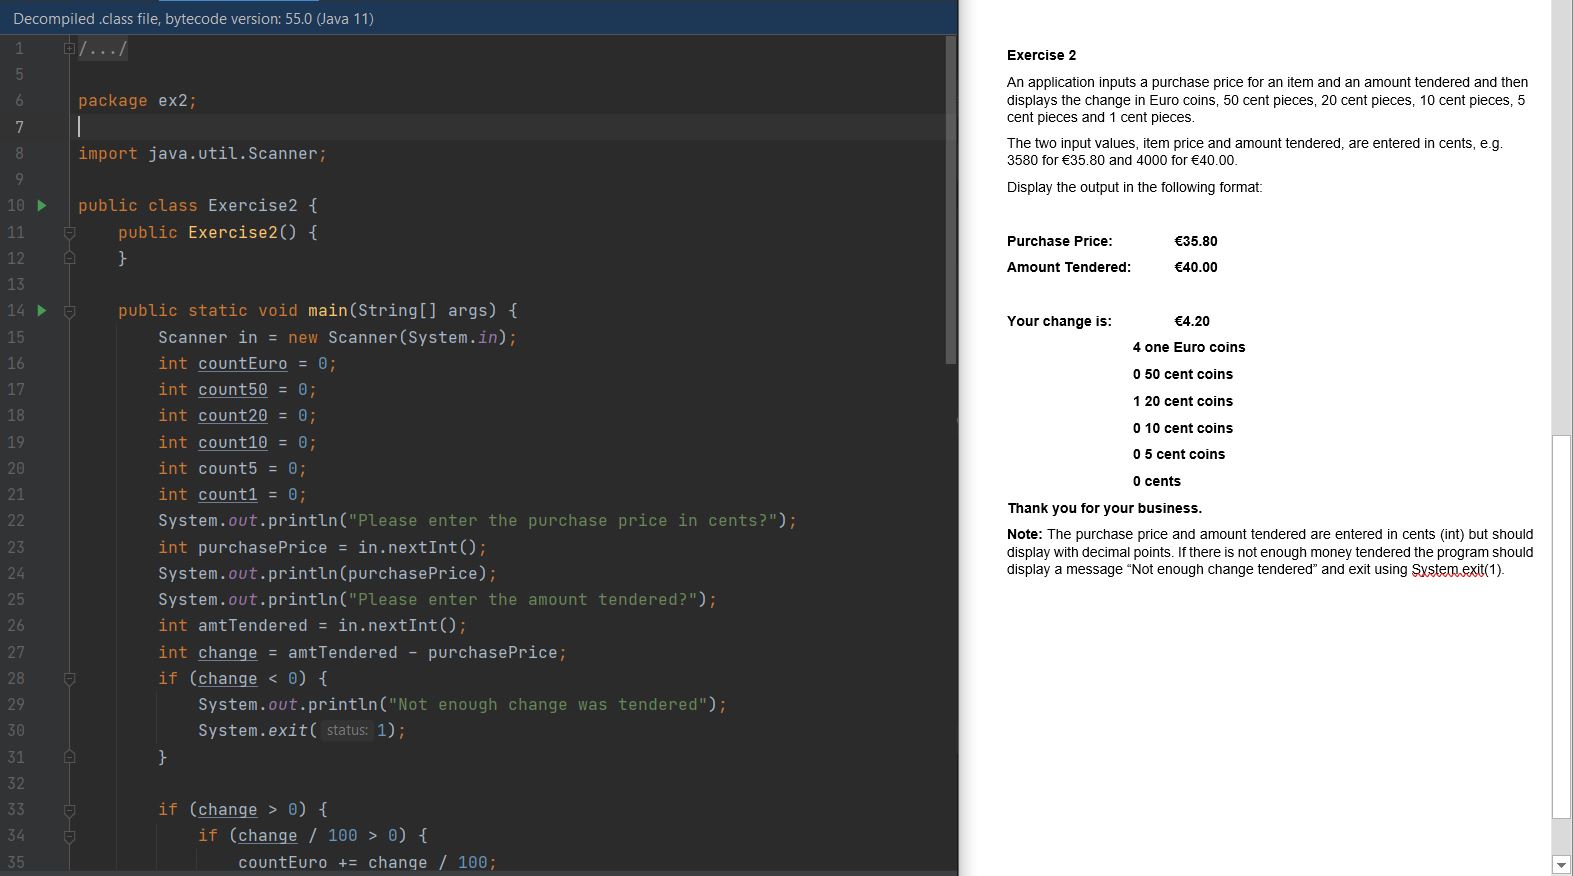 Decompiled .class file, bytecode version: 55.0 (Java 11)
1 /.../
5
6 package ex2;
7
8 import java.util.Scanner;
9
10 public class Exercise2 {
11 public Exercise2() {
12 }
13
14 public static void main(String[] args) {
15 Scanner in = new Scanner(System.in);
16 int countEuro = 0;
17 int count50 = 0;
18 int count20 = 0;
19 int count10 = 0;
20 int count5 = 0;
21 int count1 = 0;
22 System.out.println("Please enter the purchase price in cents?");
23 int purchasePrice = in.nextInt();
24 System.out.println(purchasePrice);
25 System.out.println("Please enter the amount tendered?");
26 int amtTendered = in.nextInt();
27 int change = amtTendered - purchasePrice;
28 if (change < 0) {
29 System.out.println("Not enough change was tendered");
30 System.exit( status: 1);
31 }
32
33 if (change > 0) {
34 if (change / 100 > 0) {
35 countEuro += change / 100;
Exercise 2
An application inputs a purchase price for an item and an amount tendered and then
displays the change in Euro coins, 50 cent pieces, 20 cent pieces, 10 cent pieces, 5
cent pieces and 1 cent pieces.
The two input values, item price and amount tendered, are entered in cents, e.g.
3580 for €35.80 and 4000 for €40.00.
Display the output in the following format:
Purchase Price: €35.80
Amount Tendered: €40.00
Your change is: €4.20
4 one Euro coins
0 50 cent coins
1 20 cent coins
0 10 cent coins
0 5 cent coins
0 cents
Thank you for your business.
Note: The purchase price and amount tendered are entered in cents (int) but should
display with decimal points. If there is not enough money tendered the program should
display a message “Not enough change tendered” and exit using System.exit(1).